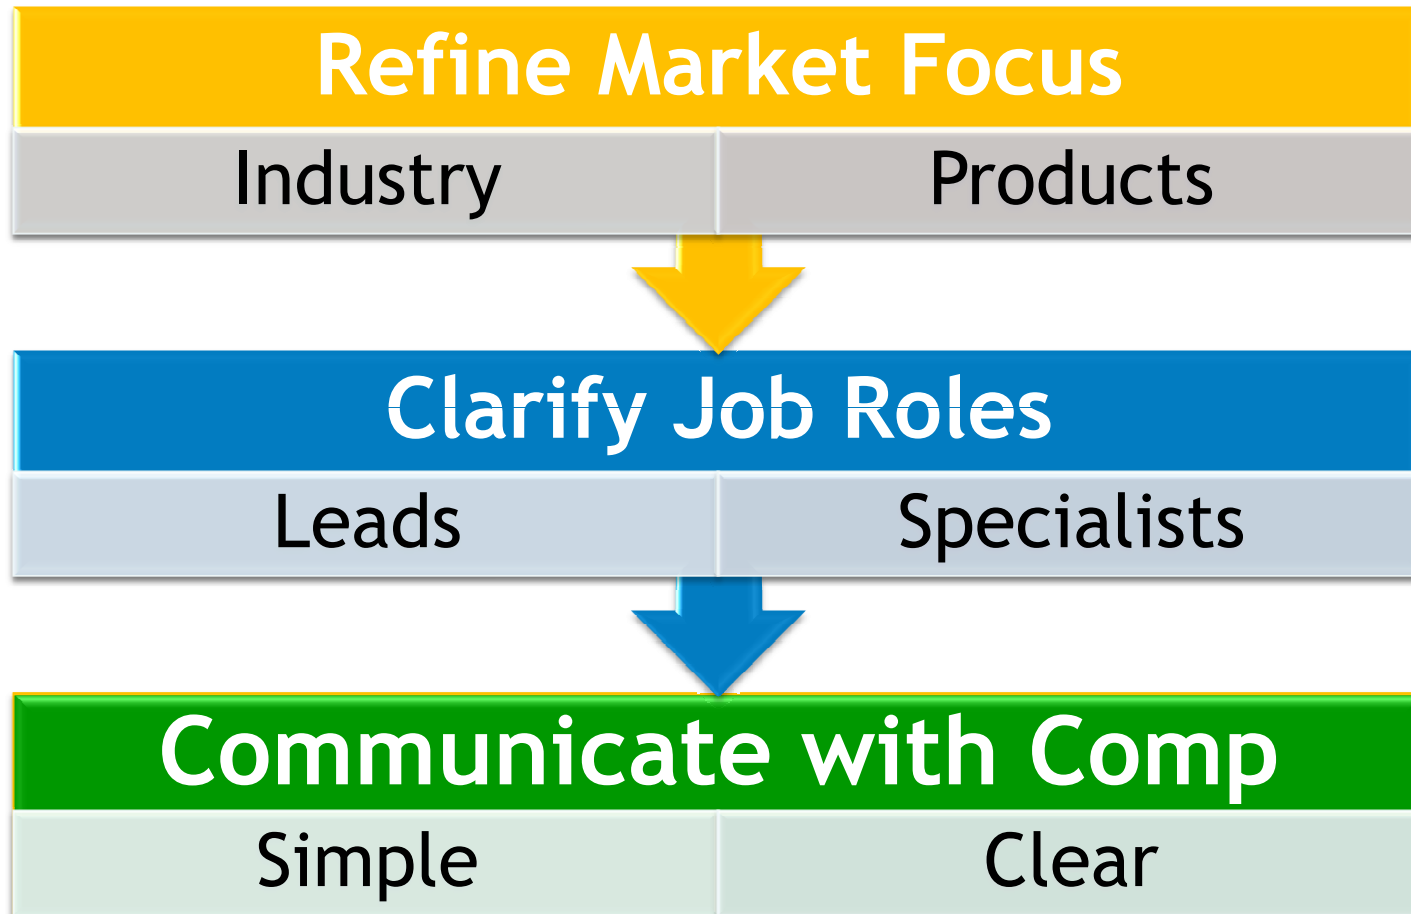 Refine Market Focus
Industry Products
Clarify Job Roles
Leads Specialists
Communicate with Comp
Simple Clear